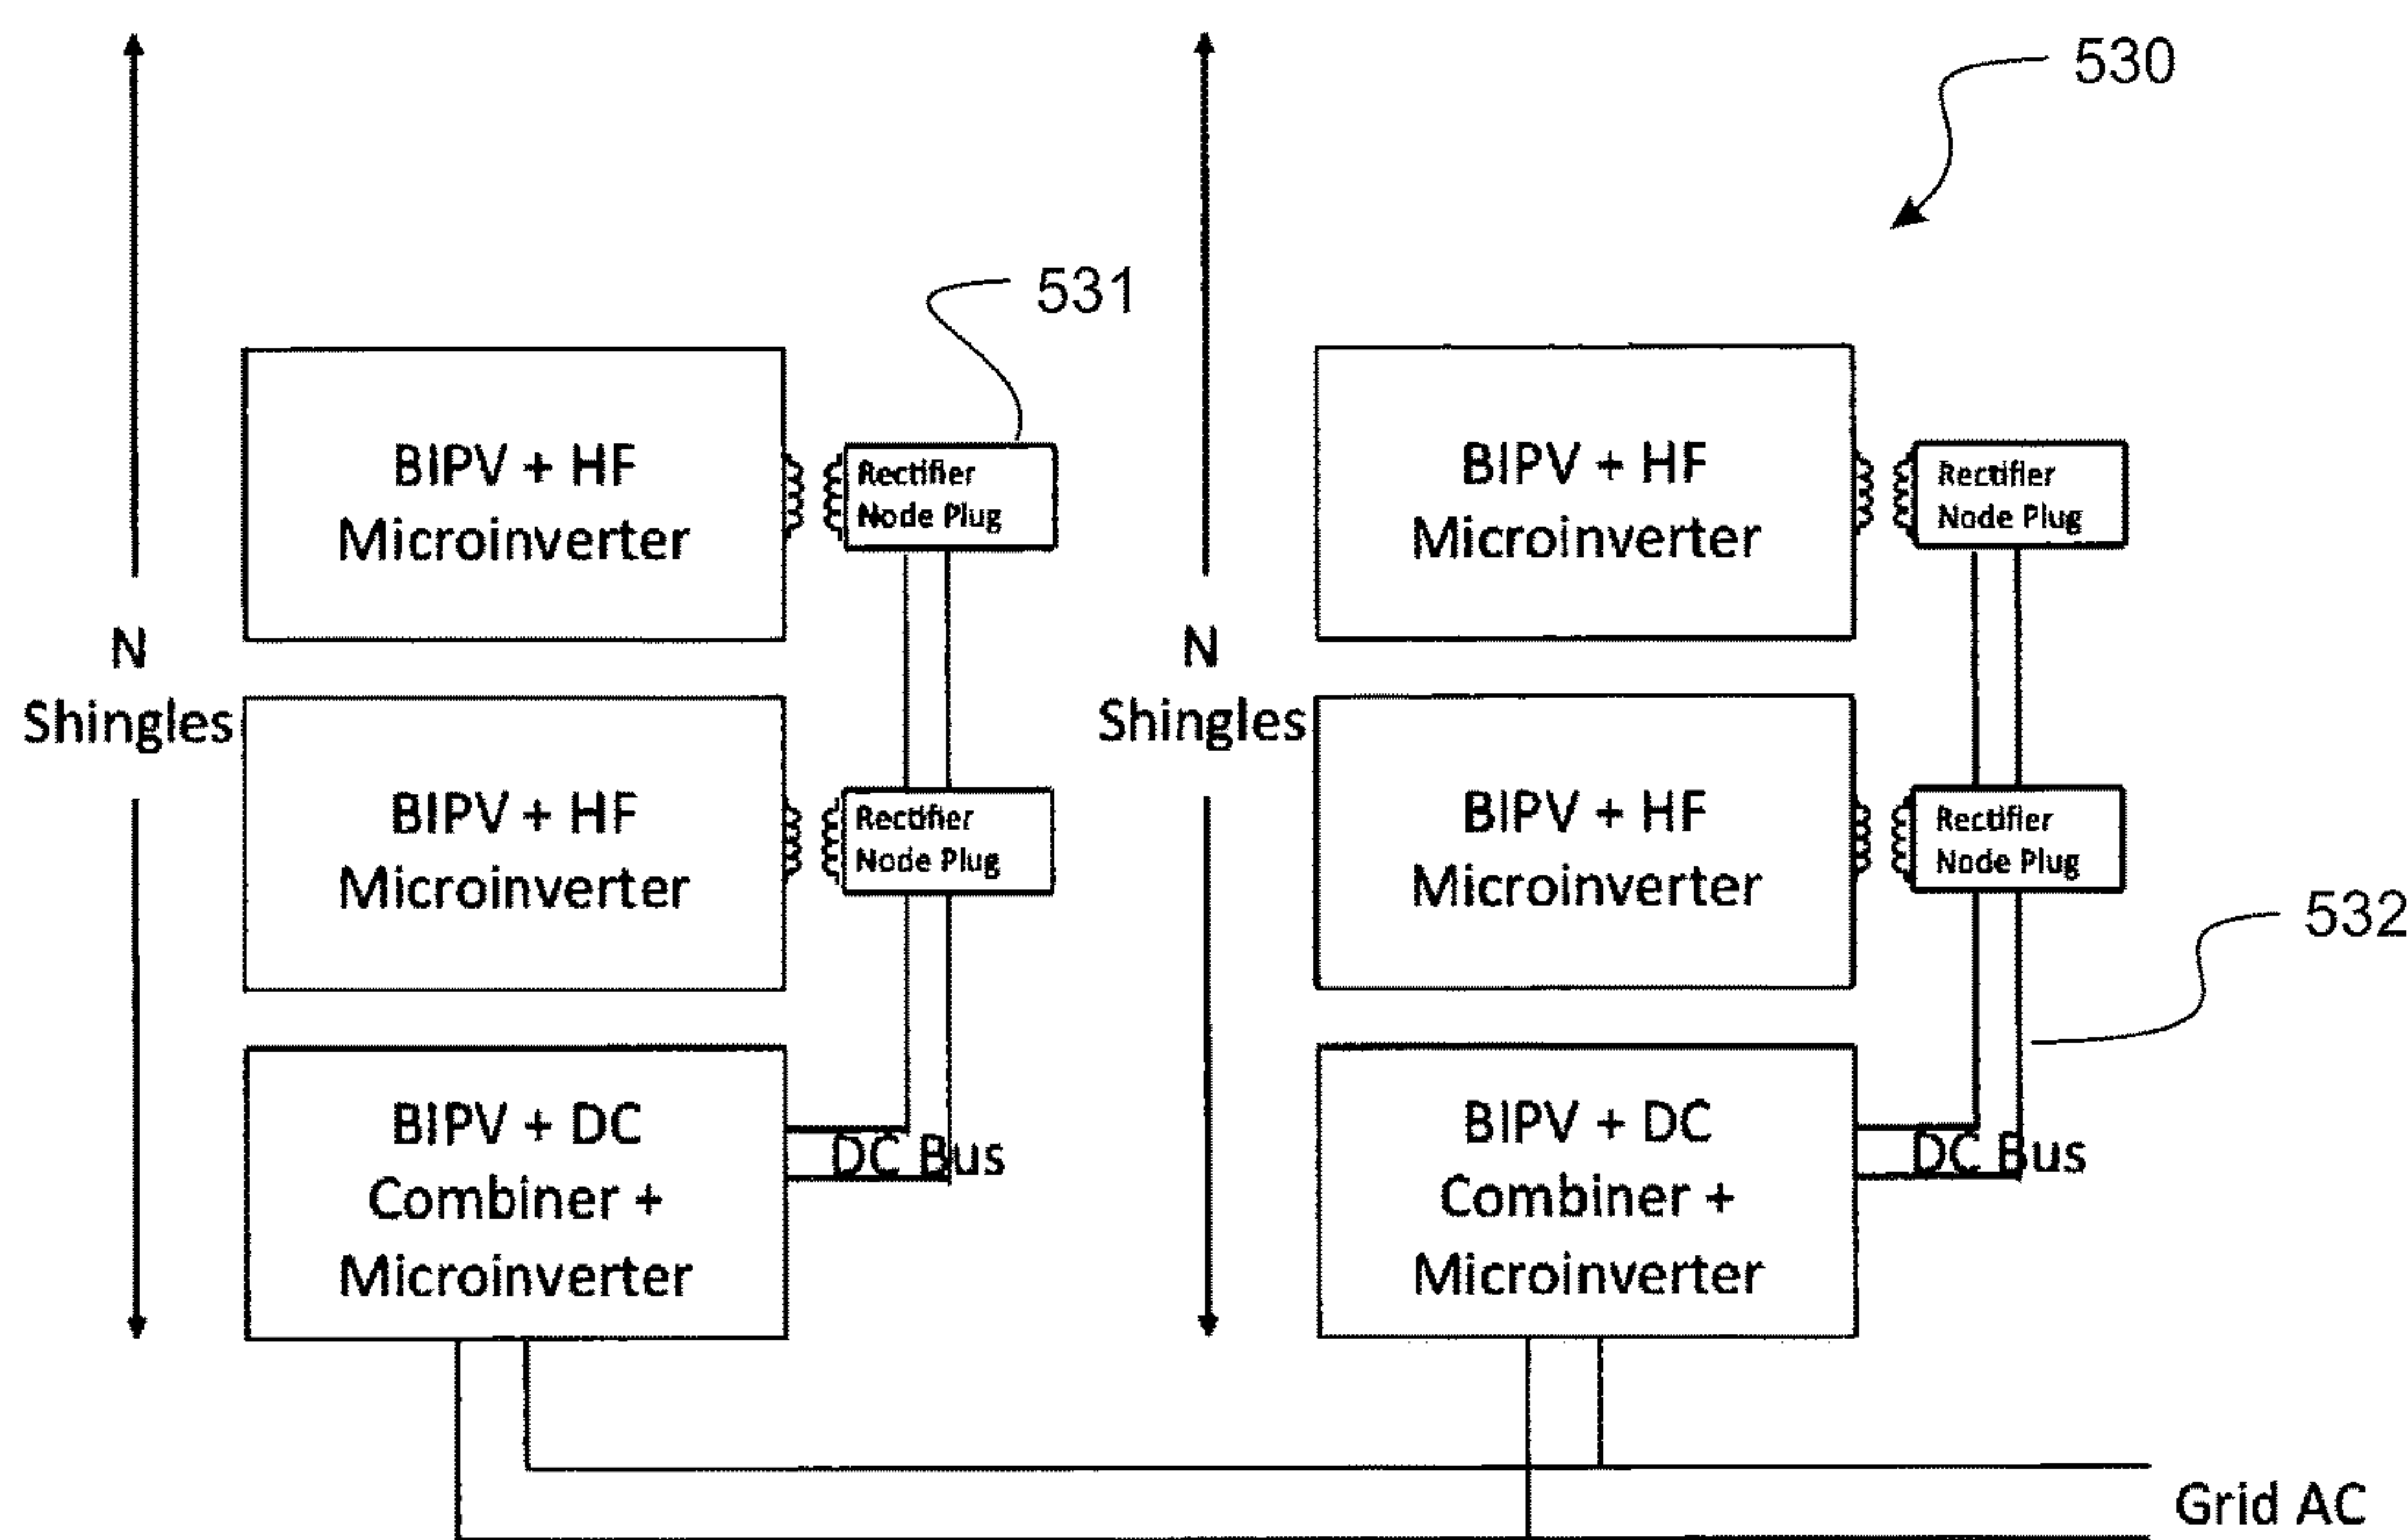 530
531
BIPV + HF
Microinverter
Rectifier
Node Plug
BIPV + HF
Microinverter
Rectifier
Node Plug
N
Shingles
N
Shingles
BIPV + HF
Microinverter
Rectifier
Node Plug
BIPV + HF
Microinverter
Rectifier
Node Plug
532
BIPV + DC
Combiner +
Microinverter
DC Bus
BIPV + DC
Combiner +
Microinverter
DC Bus
Grid AC